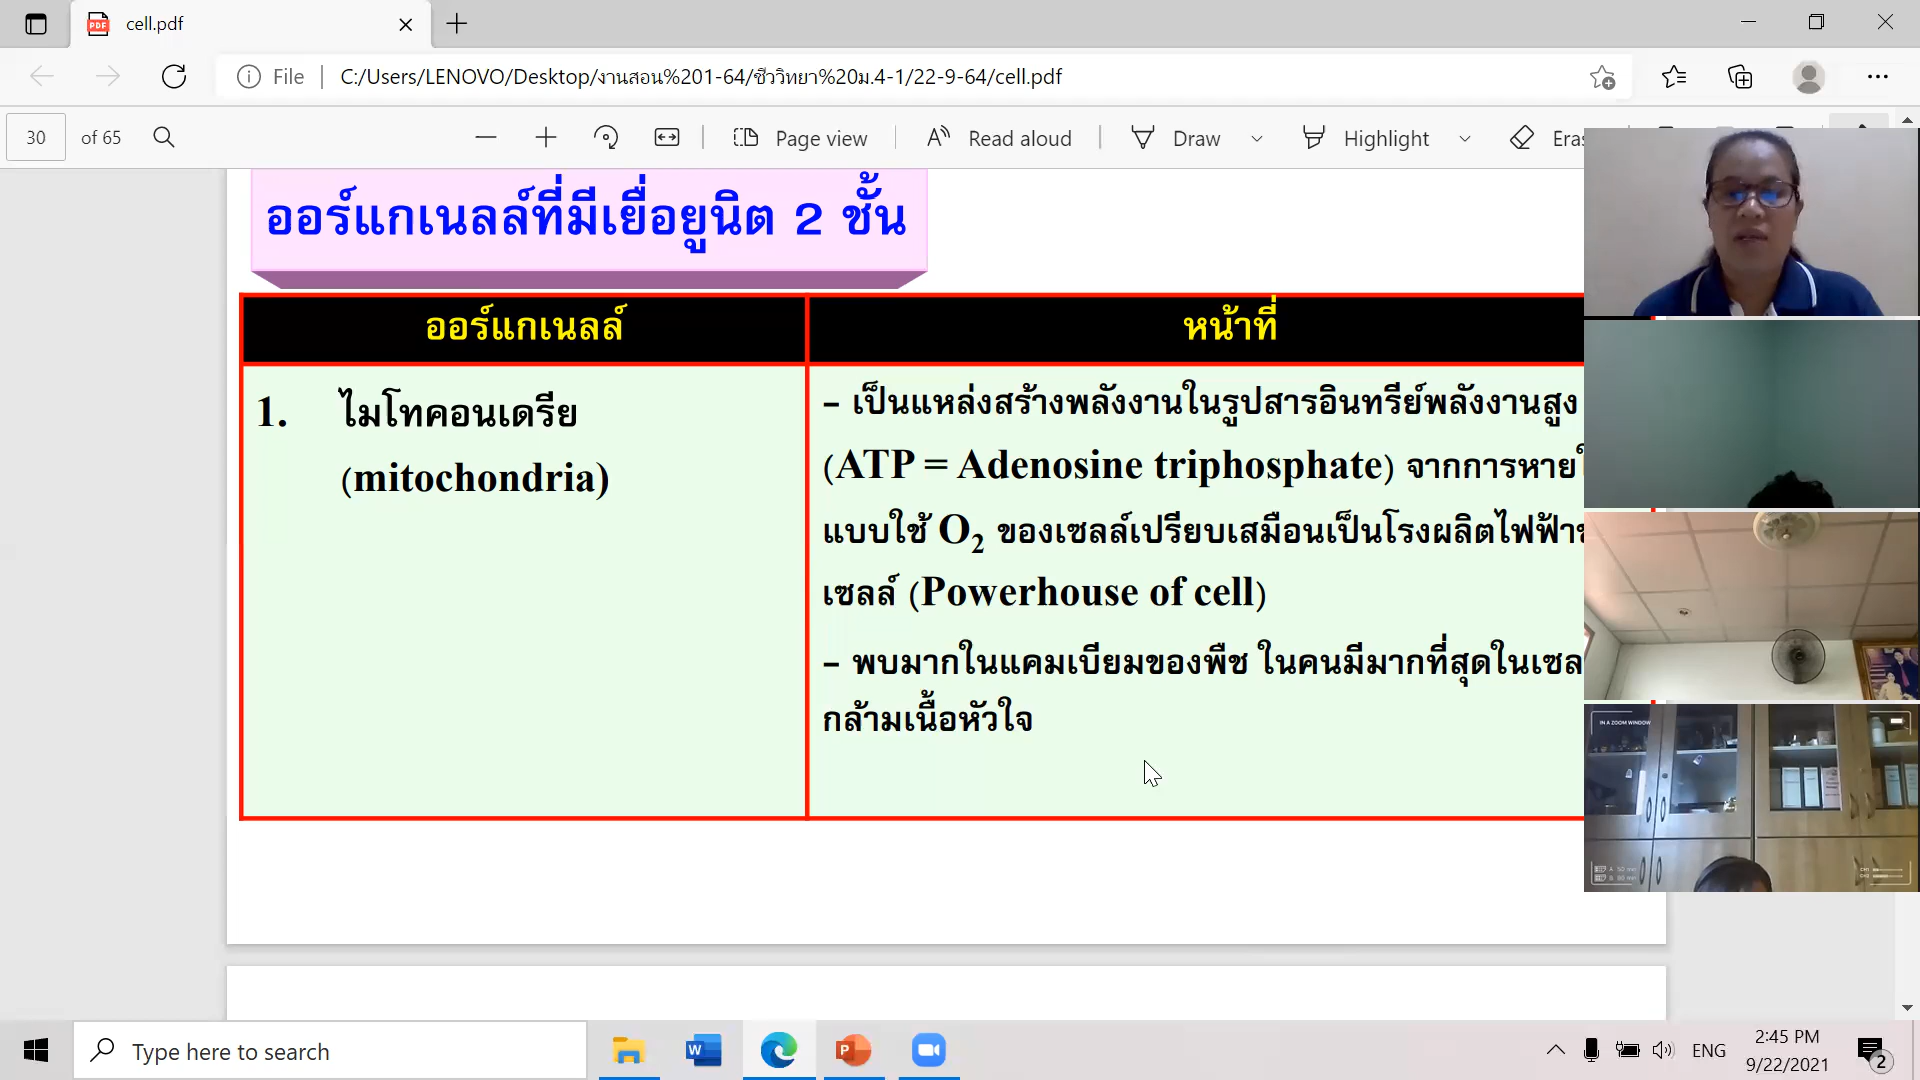 cell.pdf
File
C:/Users/LENOVO/Desktop/งานสอน%201-64/ชีววิทยา%20ม.4-1/22-9-64/cell.pdf
30 of 65
Page view
Read aloud
Draw
Highlight
ออร์แกเนลล์ที่มีเยื่อยูนิต 2 ชั้น
ออร์แกเนลล์ หน้าที่
1. ไมโทคอนเดรีย
(mitochondria)
– เป็นแหล่งสร้างพลังงานในรูปสารอินทรีย์พลังงานสูง
(ATP = Adenosine triphosphate) จากการหาย
แบบใช้ O2 ของเซลล์เปรียบเสมือนเป็นโรงผลิตไฟฟ้า
เซลล์ (Powerhouse of cell)
– พบมากในแคมเบียมของพืช ในคนมีมากที่สุดในเซล
กล้ามเนื้อหัวใจ
IN A ZOOM WINDOW
Type here to search
ENG
2:45 PM
9/22/2021
2